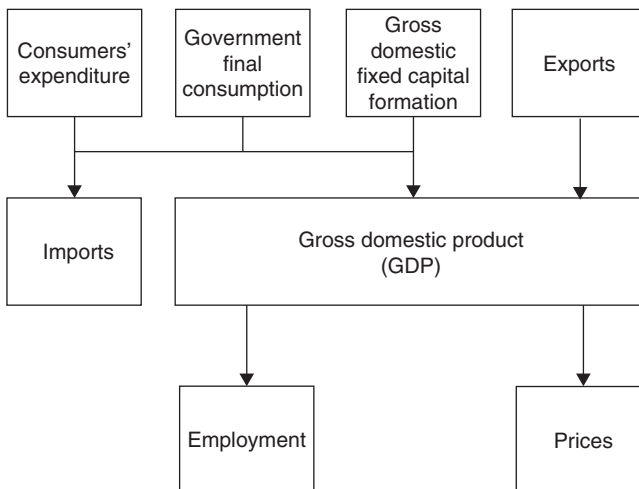 Consumers’
expenditure
Government
final
consumption
Gross
domestic
fixed capital
formation
Exports
Imports
Gross domestic product
(GDP)
Employment
Prices